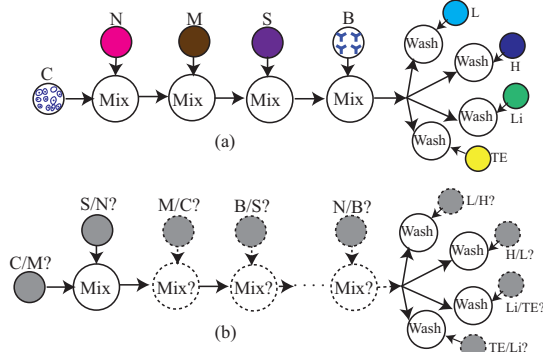 N M S B L
C Mix Mix Mix Mix Wash Wash H
Wash Li
Wash TE
(a)
S/N? M/C? B/S? N/B? L/H?
C/M? Mix Mix? Mix? Mix? Wash Wash H/L?
Wash Li/TE?
Wash TE/Li?
(b)